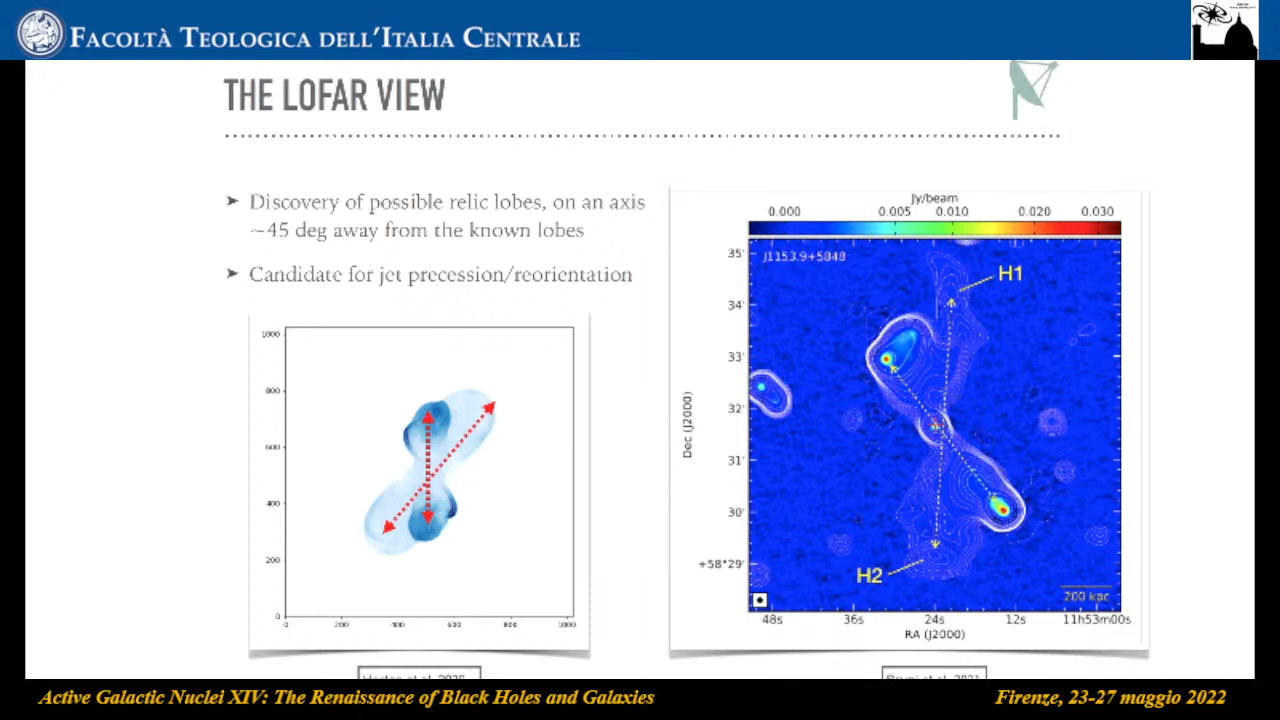 FACOLTÀ TEOLOGICA DELL'ITALIA CENTRALE
THE LOFAR VIEW
➤ Discovery of possible relic lobes, on an axis
~45 deg away from the known lobes
➤ Candidate for jet precession/reorientation
1000
800
600
400
200
0
0 200 400 600 800 1000
Jy/beam
0.000 0.005 0.010 0.020 0.030
J1153.9+5848
H1
H2
200 kpc
35'
34'
33'
32'
31'
30'
+58°29'
Dec (J2000)
48s 36s 24s 12s 11h53m00s
RA (J2000)
Active Galactic Nuclei XIV: The Renaissance of Black Holes and Galaxies
Firenze, 23-27 maggio 2022